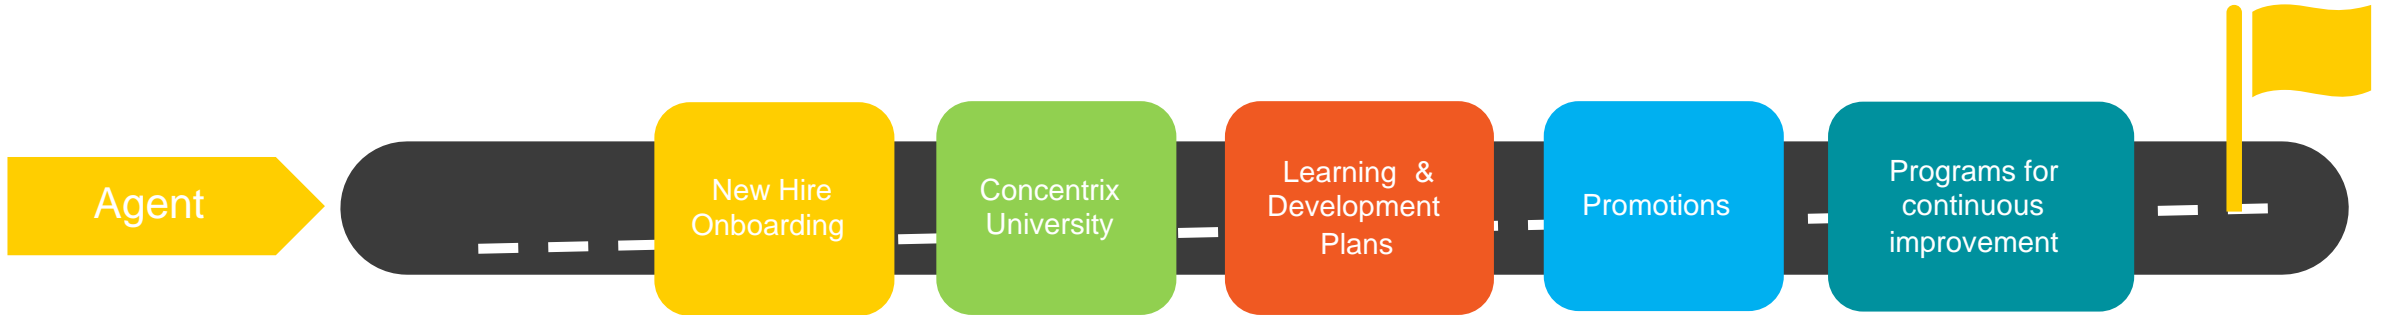 Agent
New Hire
Onboarding
Concentrix
University
Learning & 
Development
Plans
Promotions
Programs for
continuous
improvement